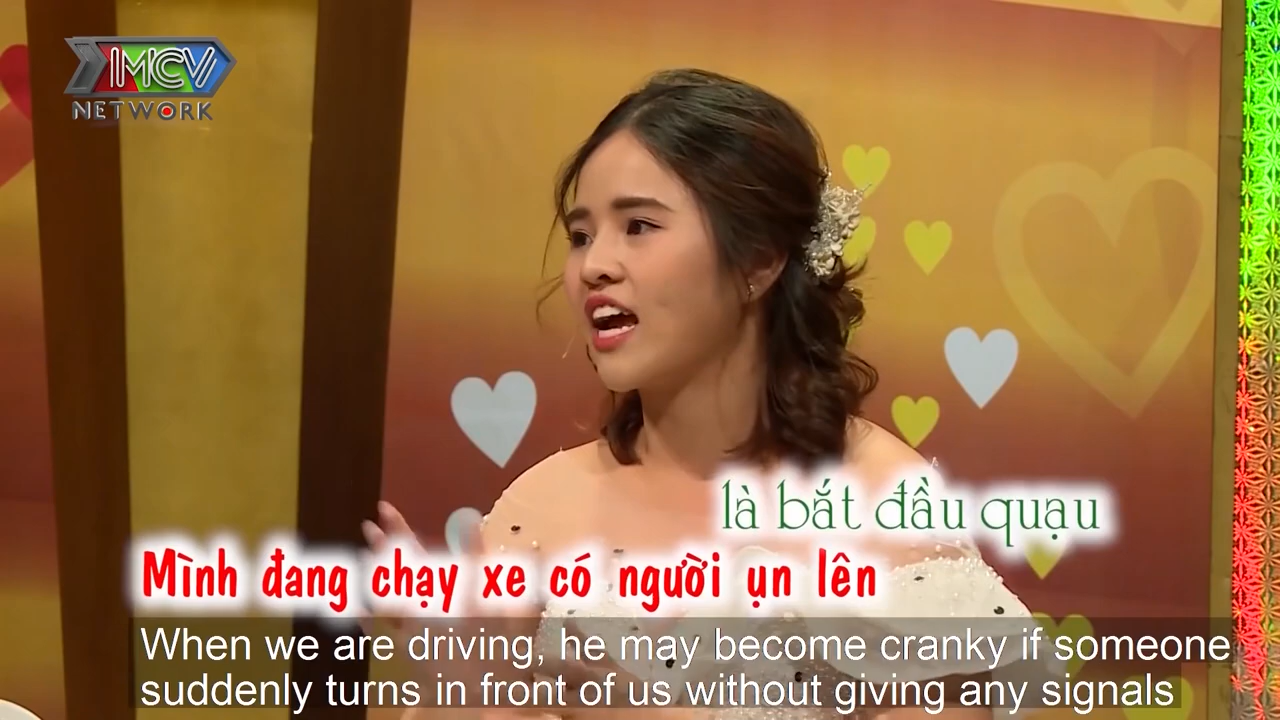 MCV
NETWORK
là bắt đầu quạu
Mình đang chạy xe có người ụn lên
When we are driving, he may become cranky if someone
suddenly turns in front of us without giving any signals